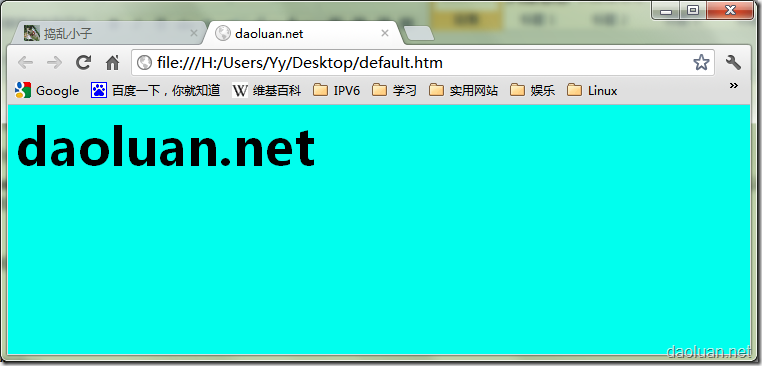 捣乱小子
daoluan.net
file:///H:/Users/Yy/Desktop/default.htm
Google
百度一下，你就知道
维基百科
IPV6
学习
实用网站
娱乐
Linux
daoluan.net
daoluan.net